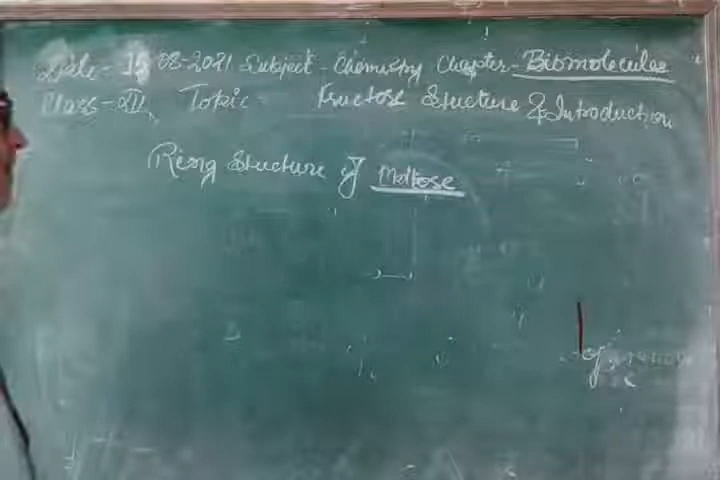 Date - 15 08-2021 Subject - Chemistry Chapter - Biomolecules
Class - XII, Topic - Fructose Structure & Introduction
Ring Structure of Maltose